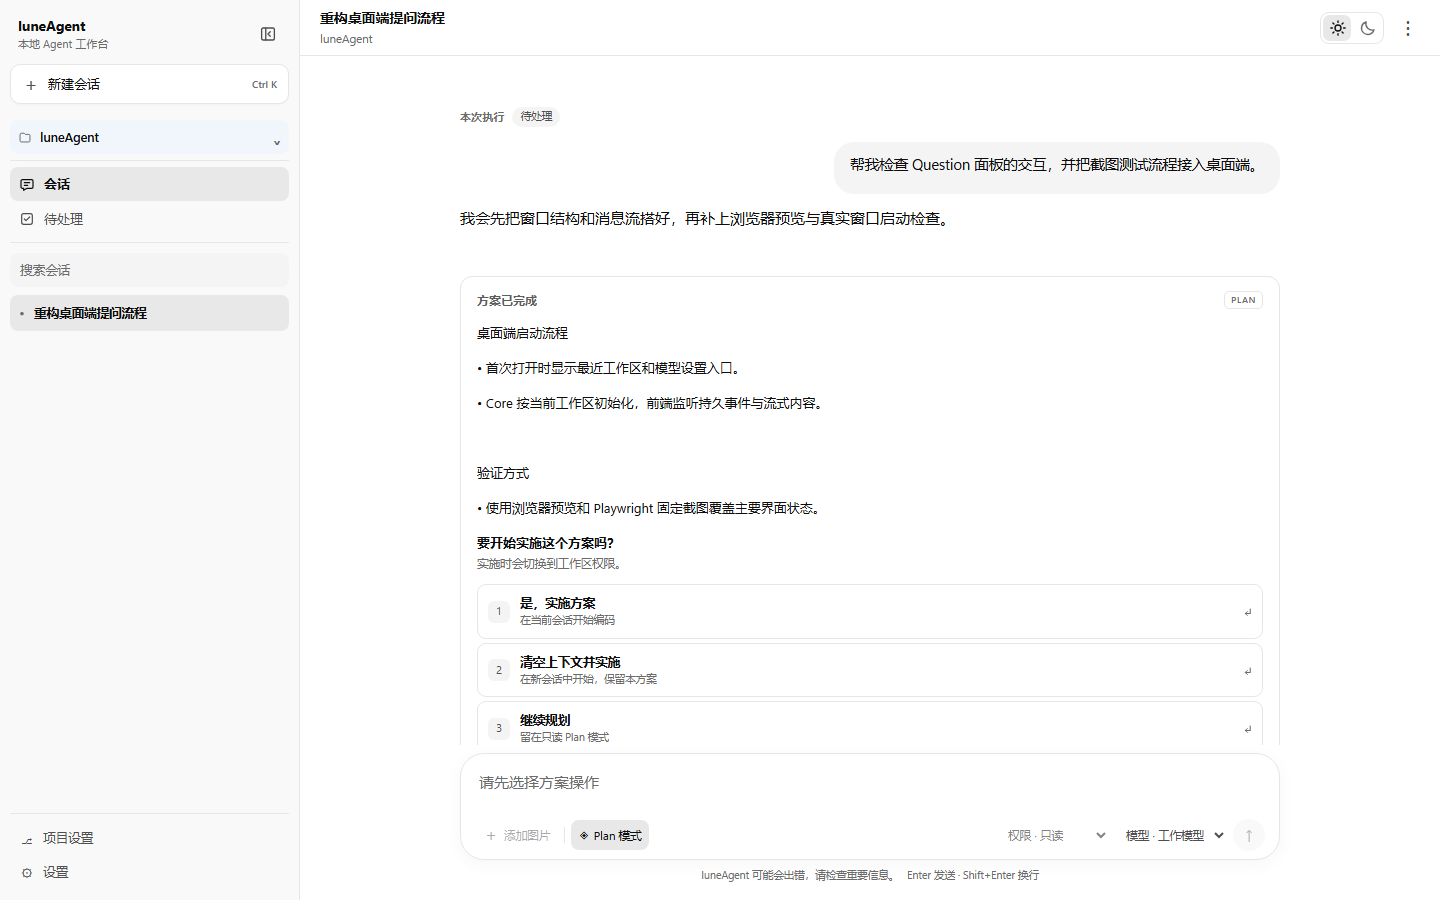 luneAgent
本地 Agent 工作台
+ 新建会话 Ctrl K
luneAgent
会话
待处理
搜索会话
• 重构桌面端提问流程
项目设置
设置
重构桌面端提问流程
luneAgent
本次执行 待处理
帮我检查 Question 面板的交互，并把截图测试流程接入桌面端。
我会先把窗口结构和消息流搭好，再补上浏览器预览与真实窗口启动检查。
方案已完成 PLAN
桌面端启动流程
• 首次打开时显示最近工作区和模型设置入口。
• Core 按当前工作区初始化，前端监听持久事件与流式内容。
验证方式
• 使用浏览器预览和 Playwright 固定截图覆盖主要界面状态。
要开始实施这个方案吗？
实施时会切换到工作区权限。
1 是，实施方案
在当前会话开始编码
2 清空上下文并实施
在新会话中开始，保留本方案
3 继续规划
留在只读 Plan 模式
请先选择方案操作
+ 添加图片 Plan 模式 权限 · 只读 模型 · 工作模型
luneAgent 可能会出错，请检查重要信息。 Enter 发送 · Shift+Enter 换行